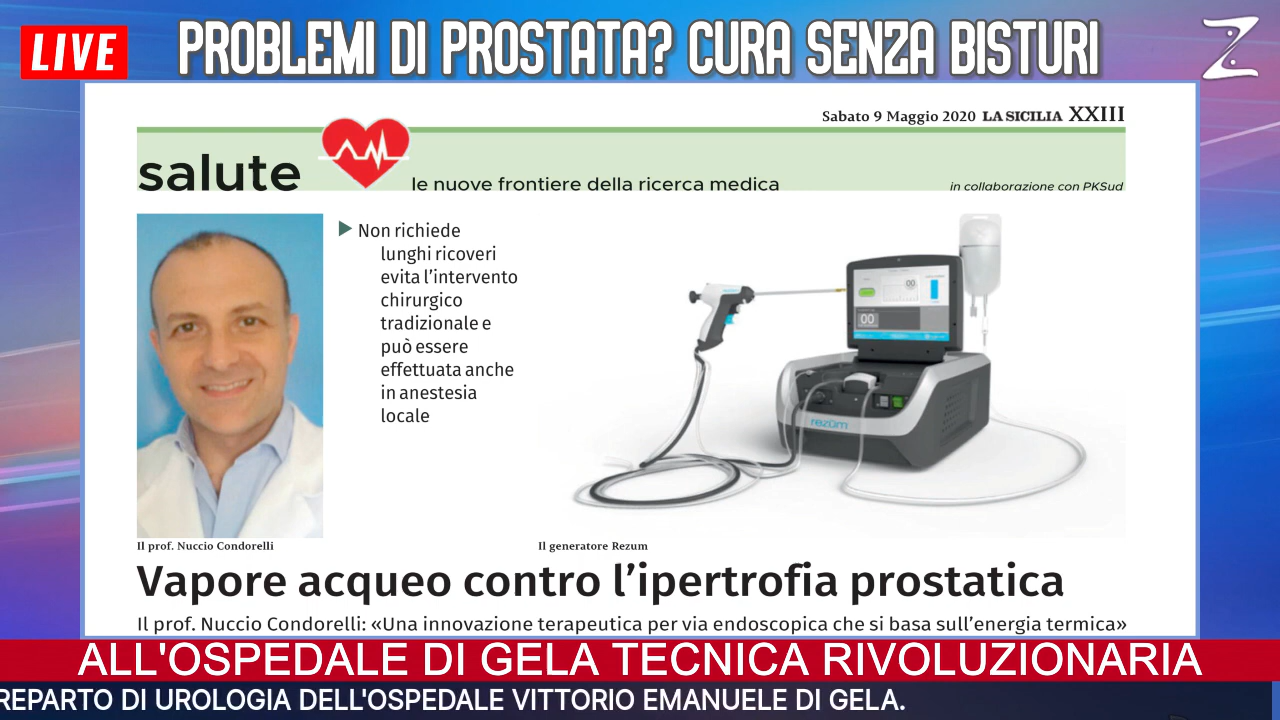 LIVE
PROBLEMI DI PROSTATA? CURA SENZA BISTURI
Z
Sabato 9 Maggio 2020 LA SICILIA XXIII
salute
le nuove frontiere della ricerca medica
in collaborazione con PKSud
Non richiede
lunghi ricoveri
evita l'intervento
chirurgico
tradizionale e
può essere
effettuata anche
in anestesia
locale
00
00
rezūm
Il prof. Nuccio Condorelli
Il generatore Rezum
Vapore acqueo contro l'ipertrofia prostatica
Il prof. Nuccio Condorelli: «Una innovazione terapeutica per via endoscopica che si basa sull'energia termica»
ALL'OSPEDALE DI GELA TECNICA RIVOLUZIONARIA
REPARTO DI UROLOGIA DELL'OSPEDALE VITTORIO EMANUELE DI GELA.